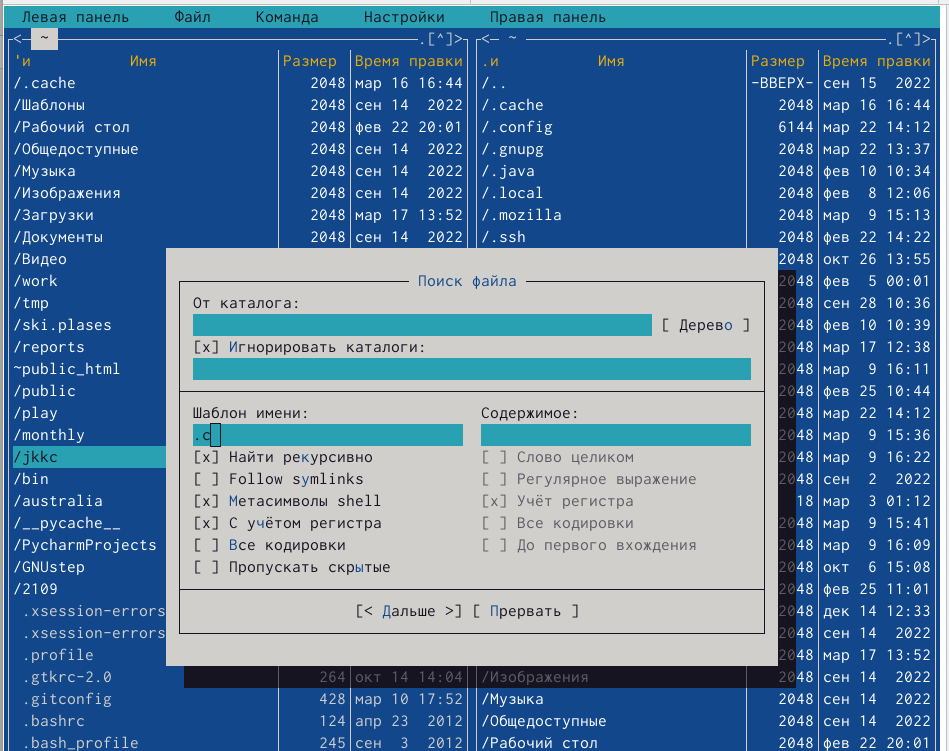 Левая панель Файл Команда Настройки Правая панель
<─ ~ .[^]> <─ ~ .[^]>
'и Имя Размер Время правки .и Имя Размер Время правки
/.cache 2048 мар 16 16:44 /.. -ВВЕРХ- сен 15 2022
/Шаблоны 2048 сен 14 2022 /.cache 2048 мар 16 16:44
/Рабочий стол 2048 фев 22 20:01 /.config 6144 мар 22 14:12
/Общедоступные 2048 сен 14 2022 /.gnupg 2048 мар 22 13:37
/Музыка 2048 сен 14 2022 /.java 2048 фев 10 10:34
/Изображения 2048 сен 14 2022 /.local 2048 фев 8 12:06
/Загрузки 2048 мар 17 13:52 /.mozilla 2048 мар 9 15:13
/Документы 2048 сен 14 2022 /.ssh 2048 фев 22 14:22
/Видео 2048 окт 26 13:55
/work 2048 фев 5 00:01
Поиск файла
/tmp От каталога: 2048 сен 28 10:36
/ski.plases [ Дерево ] 2048 фев 10 10:39
/reports [x] Игнорировать каталоги: 2048 мар 17 12:38
~public_html 2048 мар 9 16:11
/public 2048 фев 25 10:44
/play Шаблон имени: Содержимое: 2048 мар 22 14:12
/monthly .c 2048 мар 9 15:36
/jkkc [x] Найти рекурсивно [ ] Слово целиком 2048 мар 9 16:22
/bin [ ] Follow symlinks [ ] Регулярное выражение 2048 сен 2 2022
/australia [x] Метасимволы shell [x] Учёт регистра 18 мар 3 01:12
/__pycache__ [x] С учётом регистра [ ] Все кодировки 2048 мар 9 15:41
/PycharmProjects [ ] Все кодировки [ ] До первого вхождения 2048 мар 9 16:09
/GNUstep [ ] Пропускать скрытые 2048 окт 6 15:08
/2109 2048 фев 25 11:01
.xsession-errors [< Дальше >] [ Прервать ] 2048 дек 14 12:33
.xsession-errors 2048 сен 14 2022
.profile 2048 мар 17 13:52
.gtkrc-2.0 264 окт 14 14:04 /Изображения 2048 сен 14 2022
.gitconfig 428 мар 10 17:52 /Музыка 2048 сен 14 2022
.bashrc 124 апр 23 2012 /Общедоступные 2048 сен 14 2022
.bash_profile 245 сен 3 2012 /Рабочий стол 2048 фев 22 20:01